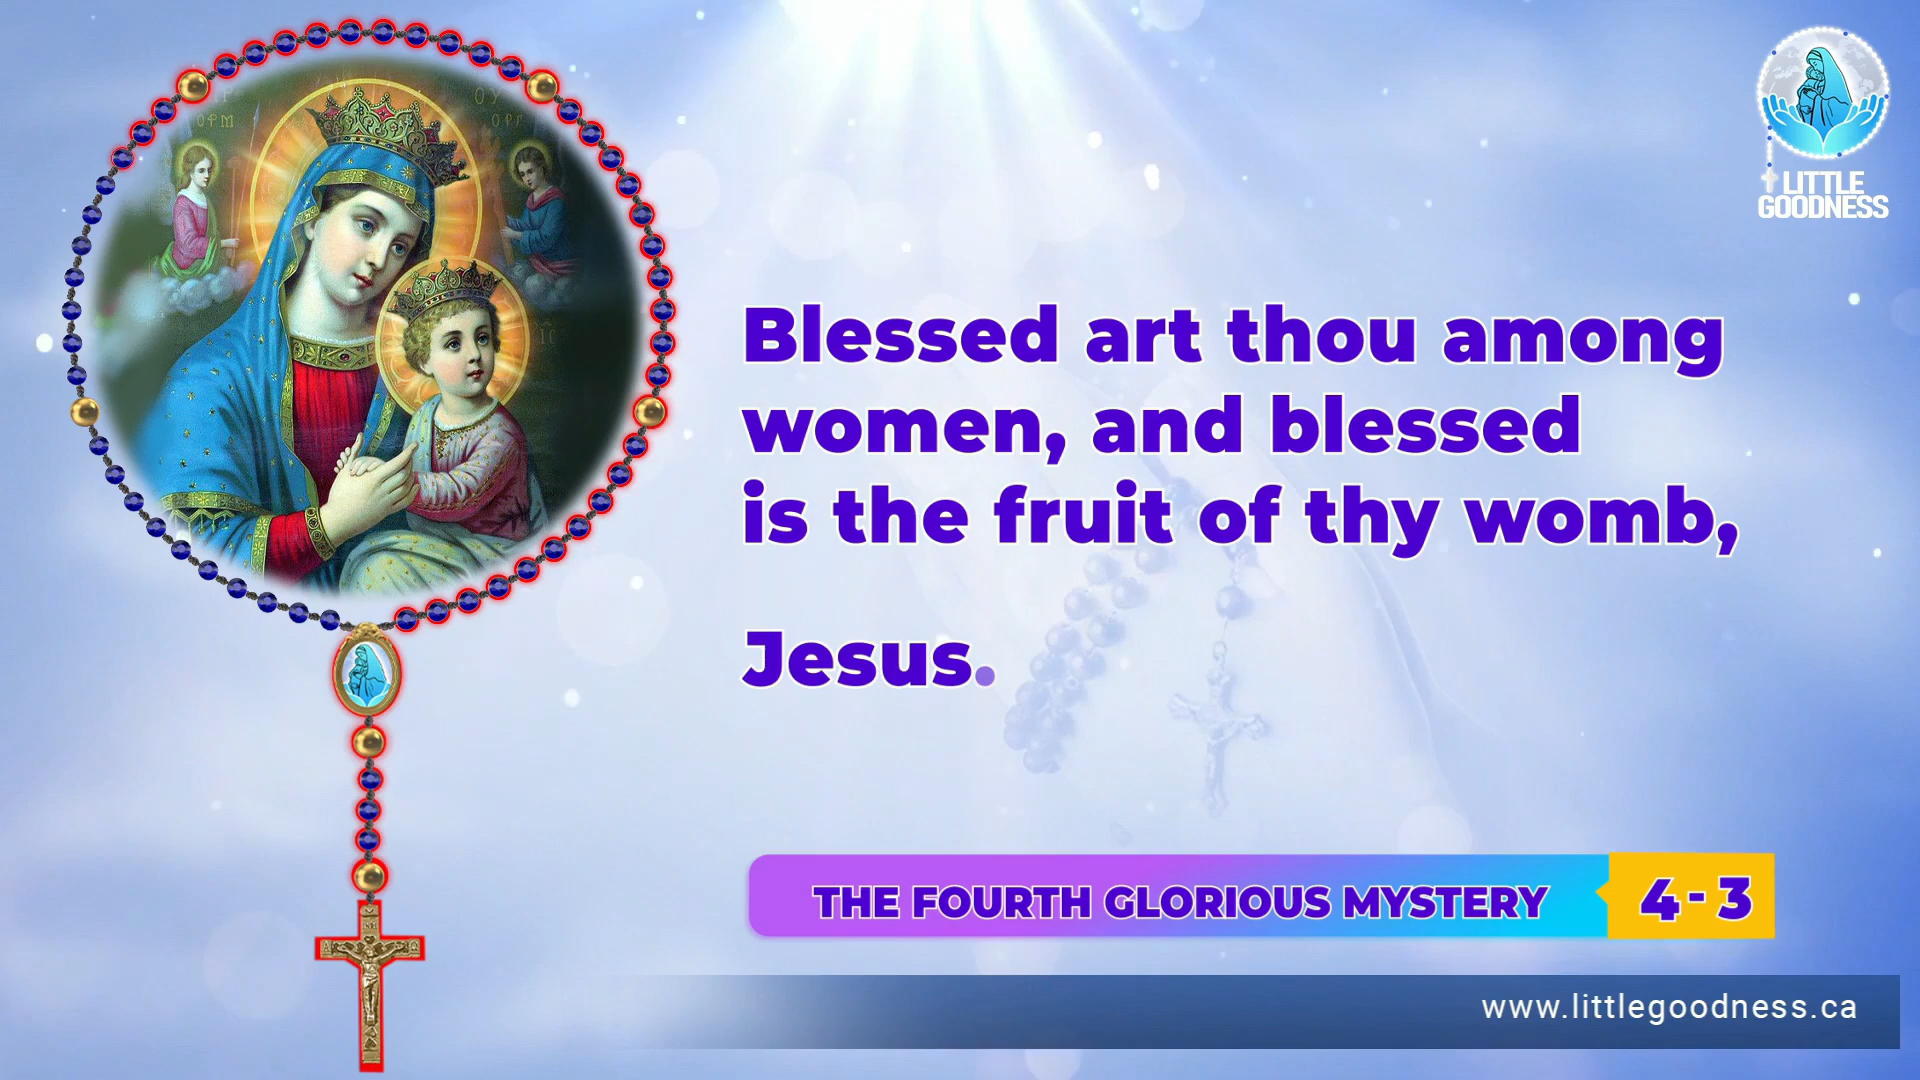 LITTLE
GOODNESS
Blessed art thou among
women, and blessed
is the fruit of thy womb,
Jesus.
THE FOURTH GLORIOUS MYSTERY 4-3
www.littlegoodness.ca